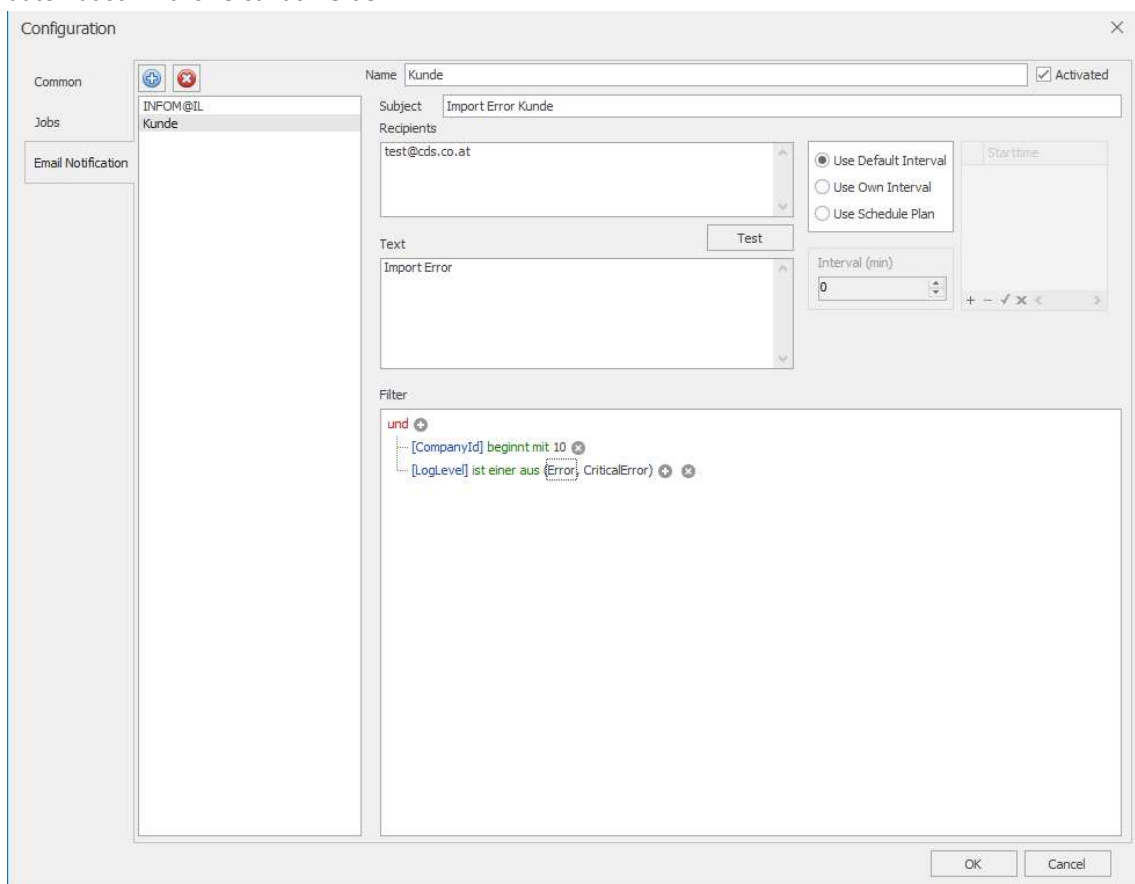 Configuration
Common
Jobs
Email Notification
INFOM@IL
Kunde
Name Kunde Activated
Subject Import Error Kunde
Recipients
test@cds.co.at
Use Default Interval
Use Own Interval
Use Schedule Plan
Starttime
Test
Text
Import Error
Interval (min)
0
Filter
und
[CompanyId] beginnt mit 10
[LogLevel] ist einer aus (Error, CriticalError)
OK Cancel